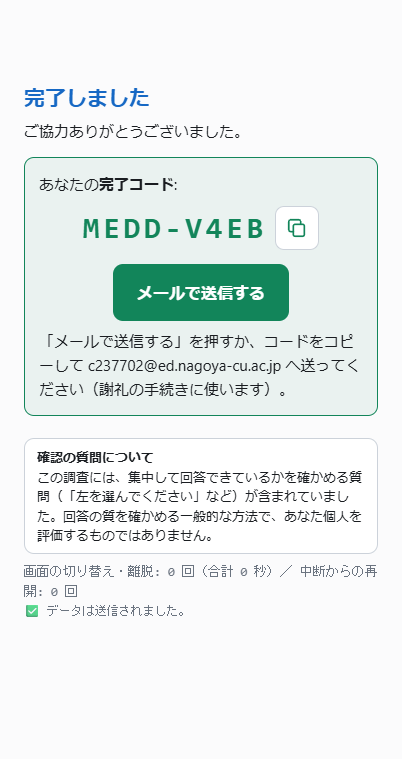 完了しました
ご協力ありがとうございました。
あなたの完了コード:
MEDD-V4EB
メールで送信する
「メールで送信する」を押すか、コードをコピ
ーして c237702@ed.nagoya-cu.ac.jp へ送ってく
ださい（謝礼の手続きに使います）。
確認の質問について
この調査には、集中して回答できているかを確かめる質
問（「左を選んでください」など）が含まれていまし
た。回答の質を確かめる一般的な方法で、あなた個人を
評価するものではありません。
画面の切り替え・離脱: 0 回（合計 0 秒）／ 中断からの再
開: 0 回
✅ データは送信されました。